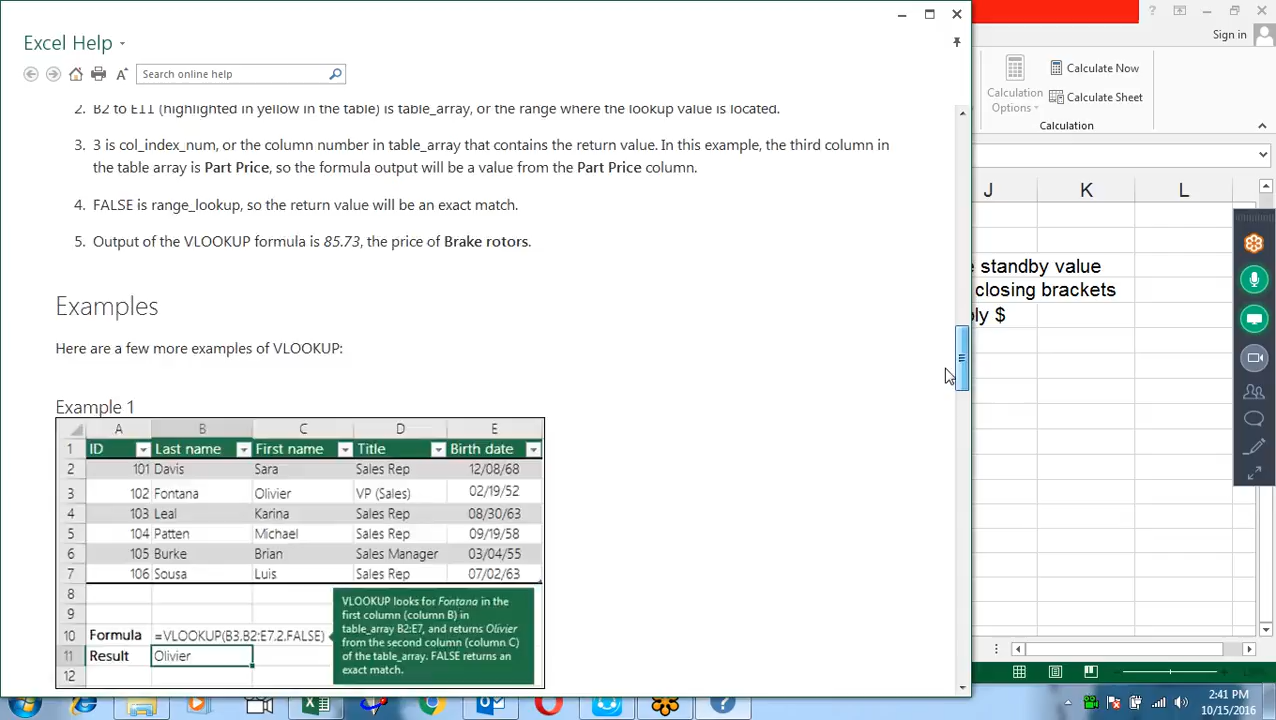 Excel Help
Search online help
2. B2 to E11 (highlighted in yellow in the table) is table_array, or the range where the lookup value is located.
3. 3 is col_index_num, or the column number in table_array that contains the return value. In this example, the third column in
the table array is Part Price, so the formula output will be a value from the Part Price column.
4. FALSE is range_lookup, so the return value will be an exact match.
5. Output of the VLOOKUP formula is 85.73, the price of Brake rotors.
Examples
Here are a few more examples of VLOOKUP:
Example 1
A B C D E
1 ID Last name First name Title Birth date
2 101 Davis Sara Sales Rep 12/08/68
3 102 Fontana Olivier VP (Sales) 02/19/52
4 103 Leal Karina Sales Rep 08/30/63
5 104 Patten Michael Sales Rep 09/19/58
6 105 Burke Brian Sales Manager 03/04/55
7 106 Sousa Luis Sales Rep 07/02/63
8
9
10 Formula =VLOOKUP(B3,B2:E7,2,FALSE)
11 Result Olivier
12
VLOOKUP looks for Fontana in the
first column (column B) in
table_array B2:E7, and returns Olivier
from the second column (column C)
of the table_array. FALSE returns an
exact match.
Sign in
Calculation
Options
Calculate Now
Calculate Sheet
Calculation
J K L
standby value
closing brackets
ly $
2:41 PM
10/15/2016